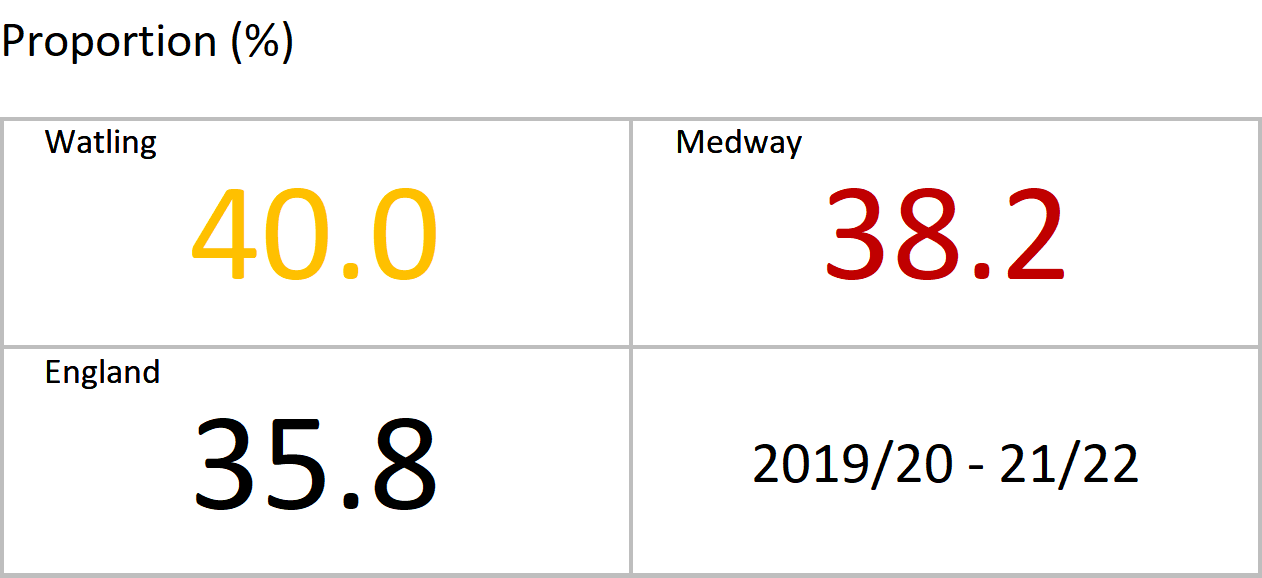 Proportion (%)
Watling
40.0
Medway
38.2
England
35.8
2019/20 - 21/22